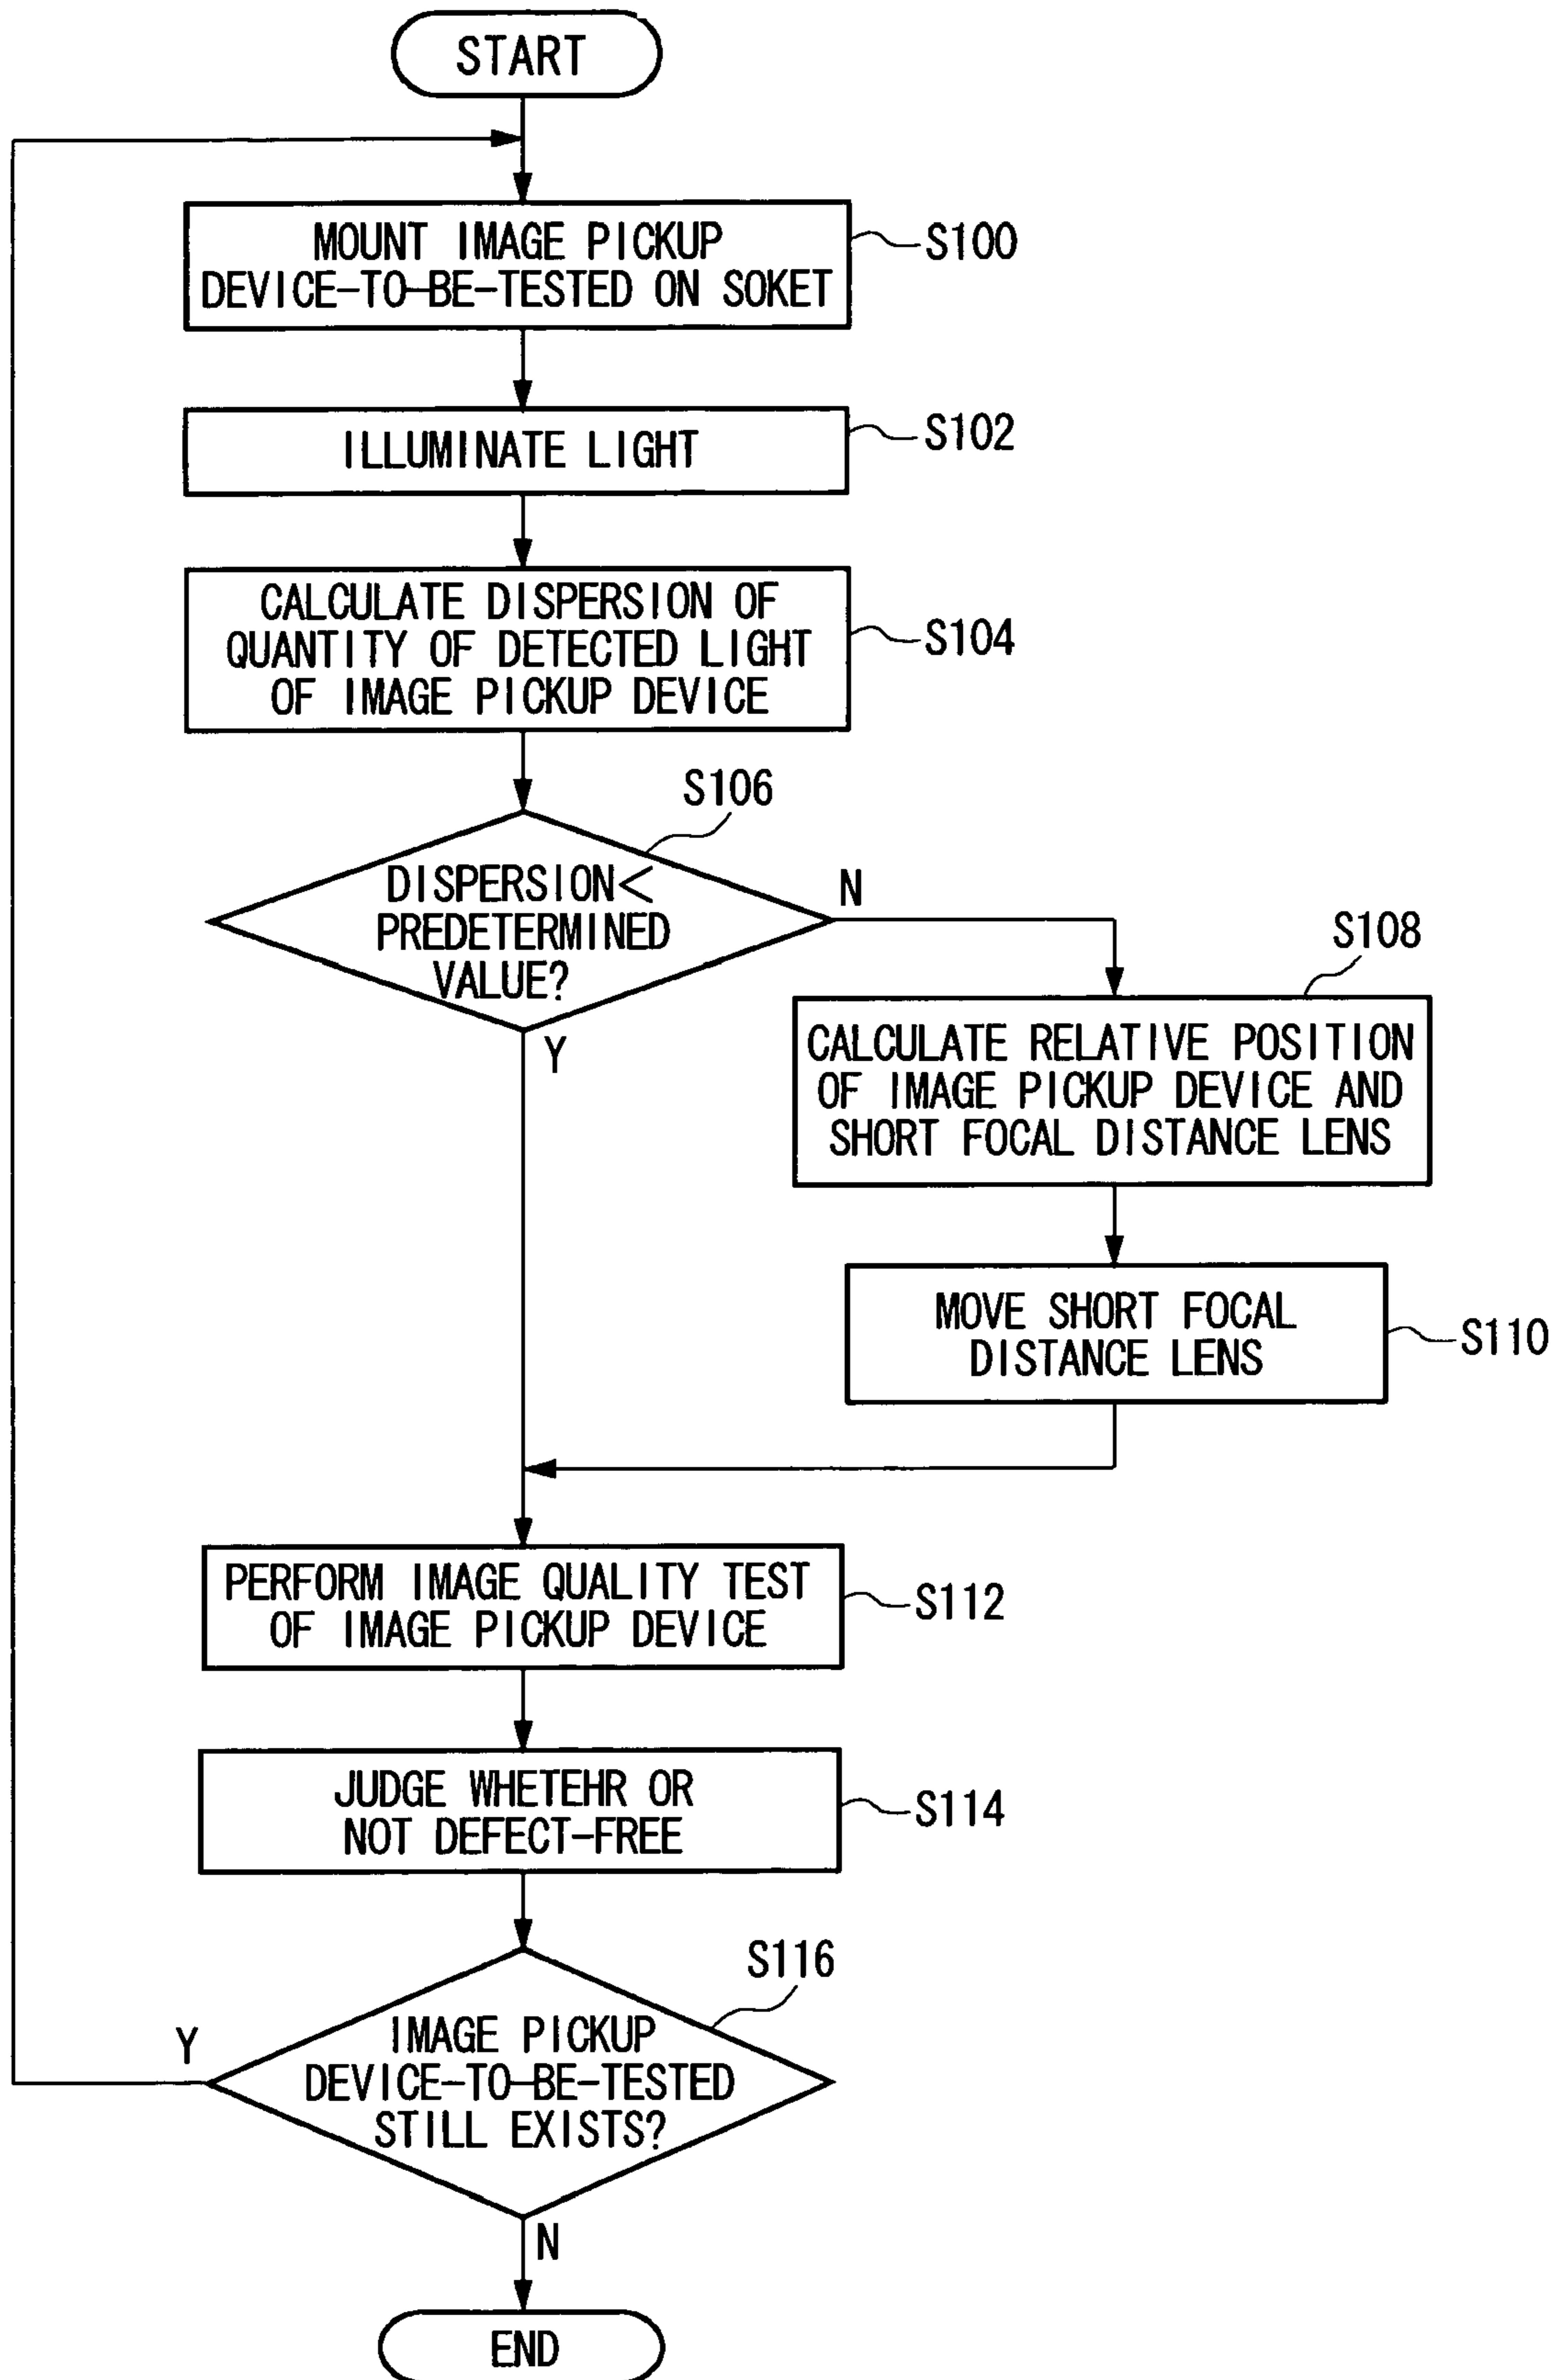 START
MOUNT IMAGE PICKUP
DEVICE-TO-BE-TESTED ON SOKET
S100
ILLUMINATE LIGHT
S102
CALCULATE DISPERSION OF
QUANTITY OF DETECTED LIGHT
OF IMAGE PICKUP DEVICE
S104
S106
DISPERSION<
PREDETERMINED
VALUE?
N
Y
S108
CALCULATE RELATIVE POSITION
OF IMAGE PICKUP DEVICE AND
SHORT FOCAL DISTANCE LENS
MOVE SHORT FOCAL
DISTANCE LENS
S110
PERFORM IMAGE QUALITY TEST
OF IMAGE PICKUP DEVICE
S112
JUDGE WHETEHR OR
NOT DEFECT-FREE
S114
S116
IMAGE PICKUP
DEVICE-TO-BE-TESTED
STILL EXISTS?
Y
N
END